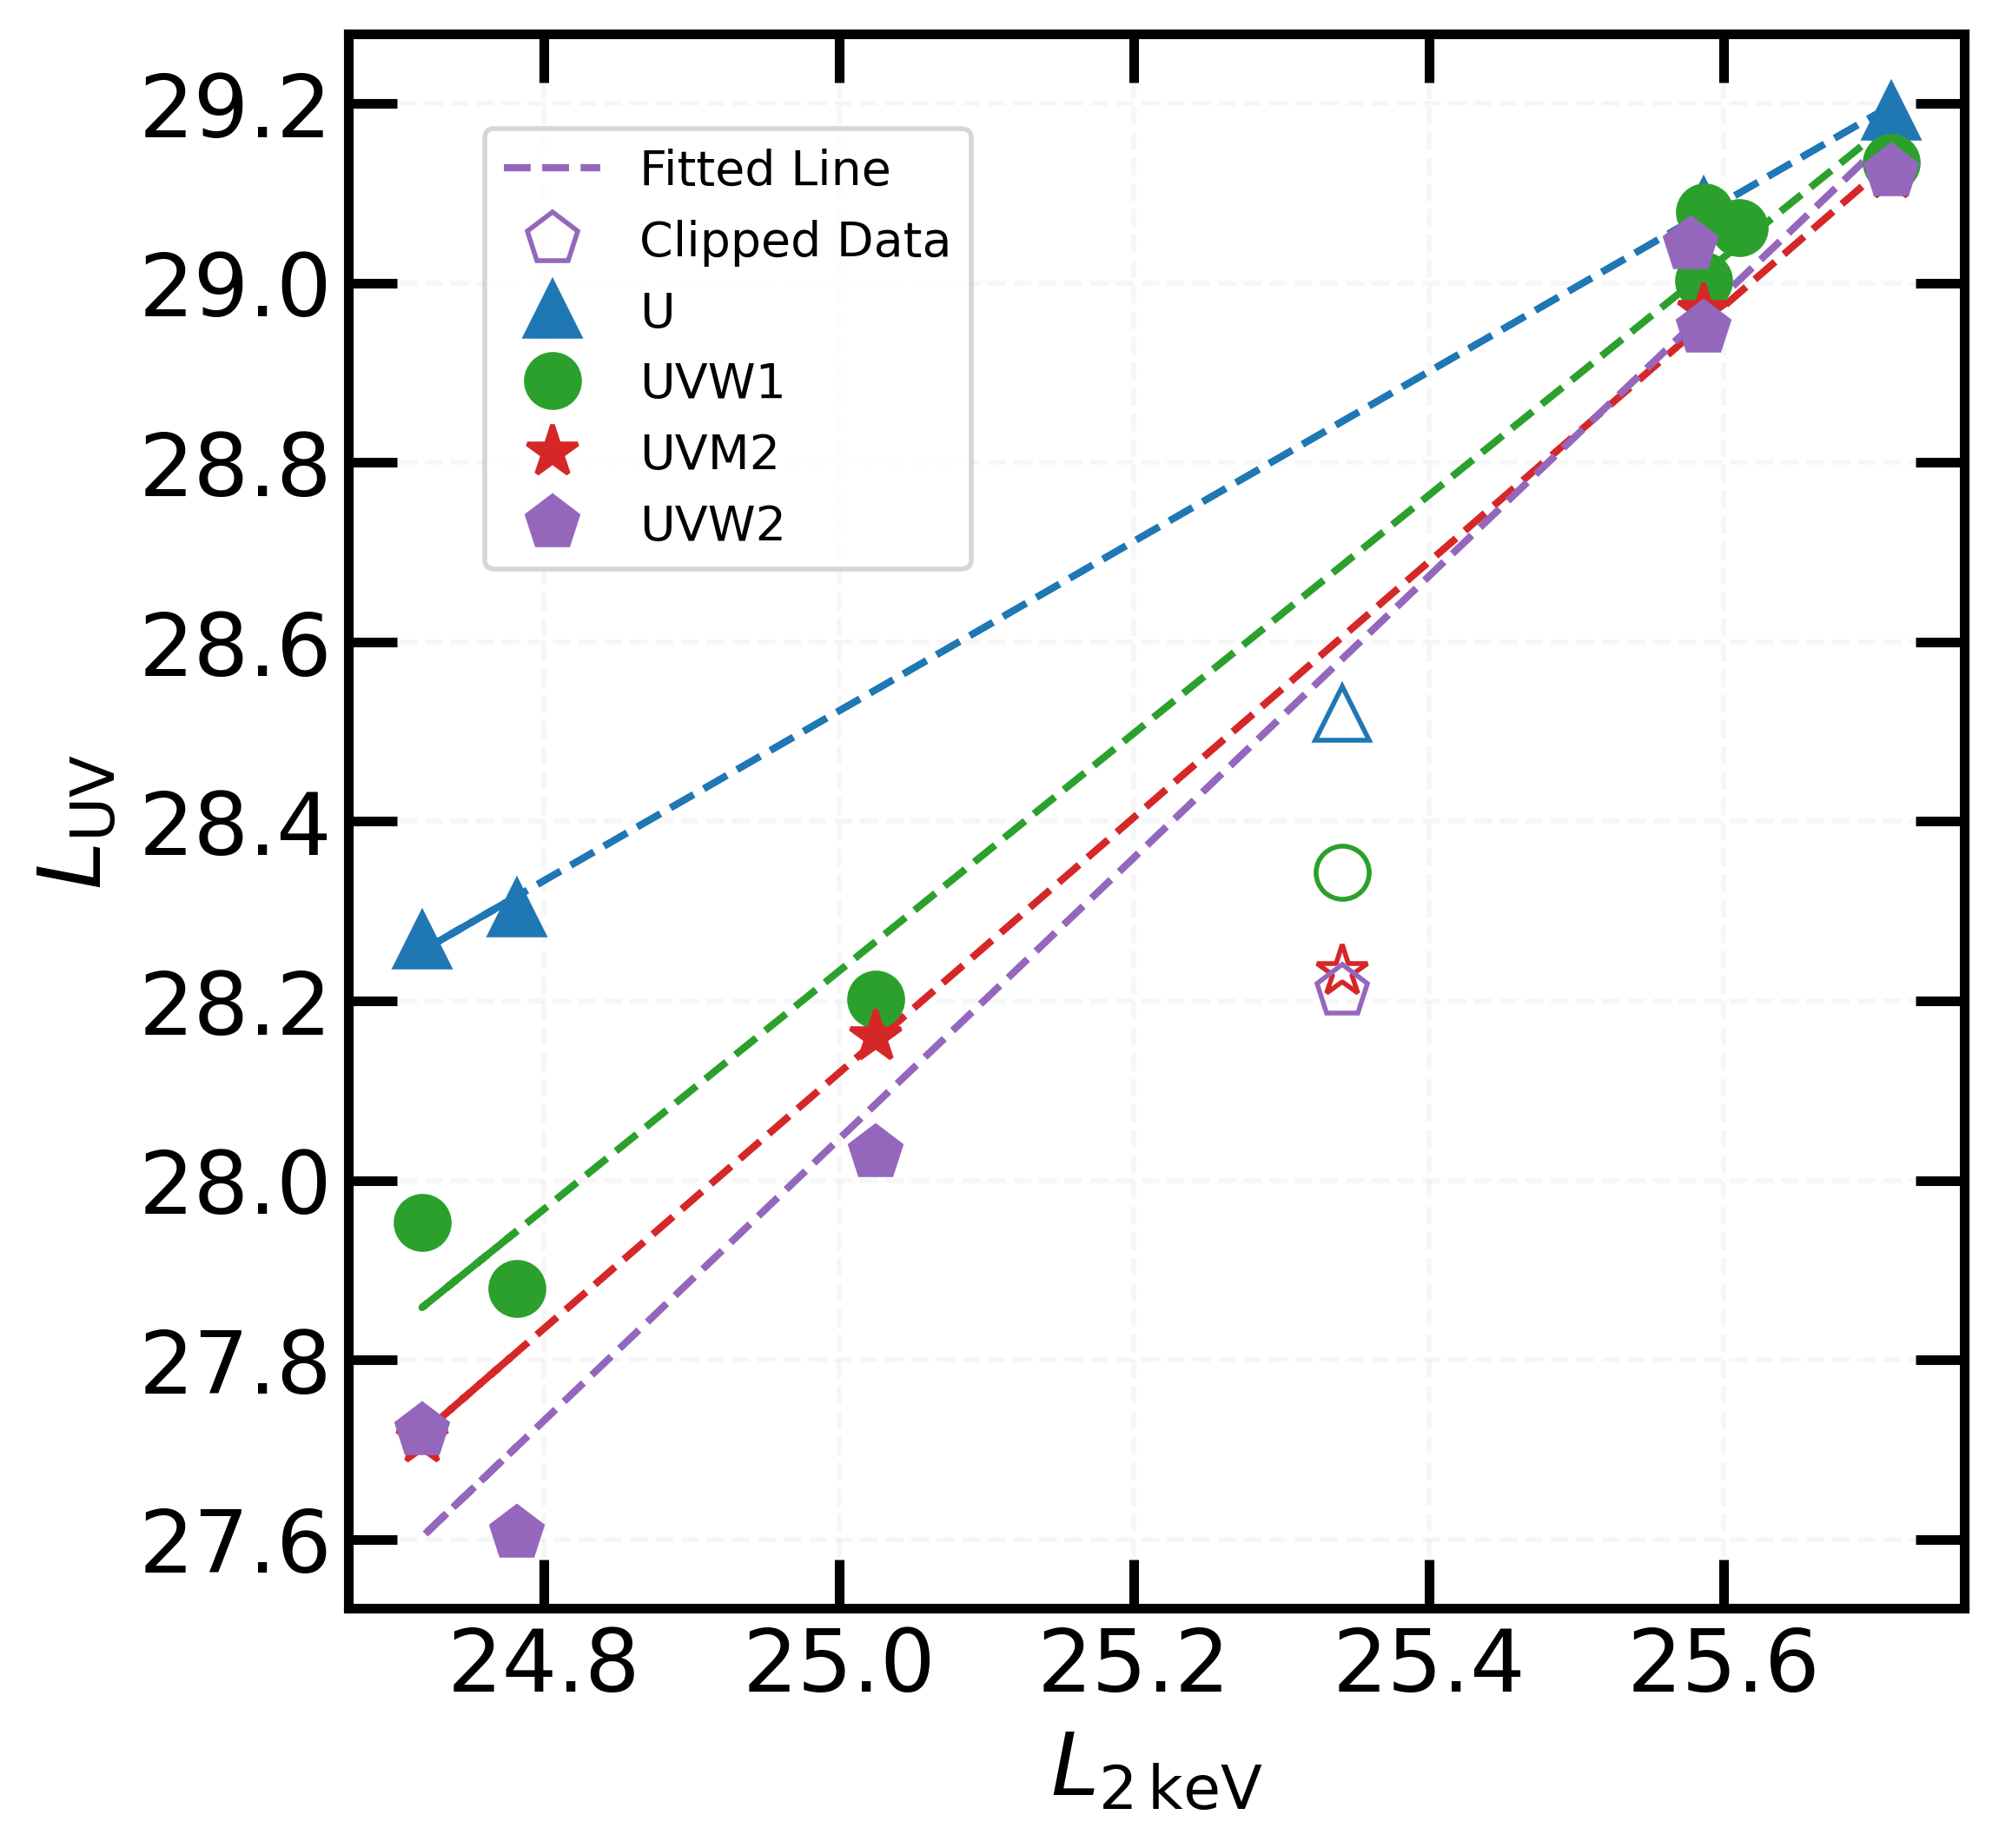 29.2
29.0
28.8
28.6
28.4
28.2
28.0
27.8
27.6
L_UV
Fitted Line
Clipped Data
U
UVW1
UVM2
UVW2
24.8 25.0 25.2 25.4 25.6
L_2 keV